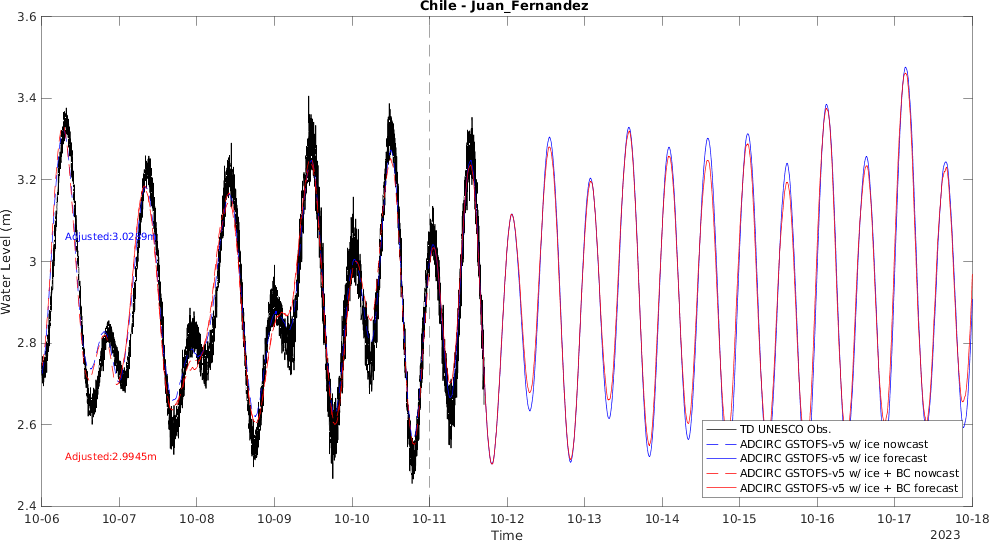 Chile - Juan_Fernandez
3.6
3.4
3.2
3
2.8
2.6
2.4
Water Level (m)
Adjusted:3.0289m
Adjusted:2.9945m
TD UNESCO Obs.
ADCIRC GSTOFS-v5 w/ ice nowcast
ADCIRC GSTOFS-v5 w/ ice forecast
ADCIRC GSTOFS-v5 w/ ice + BC nowcast
ADCIRC GSTOFS-v5 w/ ice + BC forecast
10-06 10-07 10-08 10-09 10-10 10-11 10-12 10-13 10-14 10-15 10-16 10-17 10-18
Time
2023